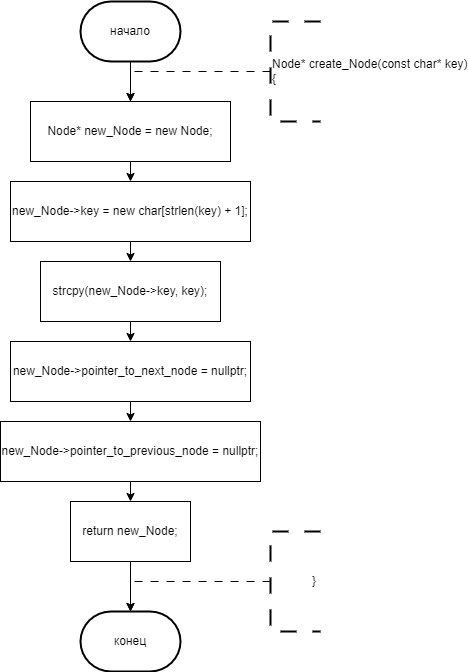 начало
Node* create_Node(const char* key)
{
Node* new_Node = new Node;
new_Node->key = new char[strlen(key) + 1];
strcpy(new_Node->key, key);
new_Node->pointer_to_next_node = nullptr;
new_Node->pointer_to_previous_node = nullptr;
return new_Node;
}
конец